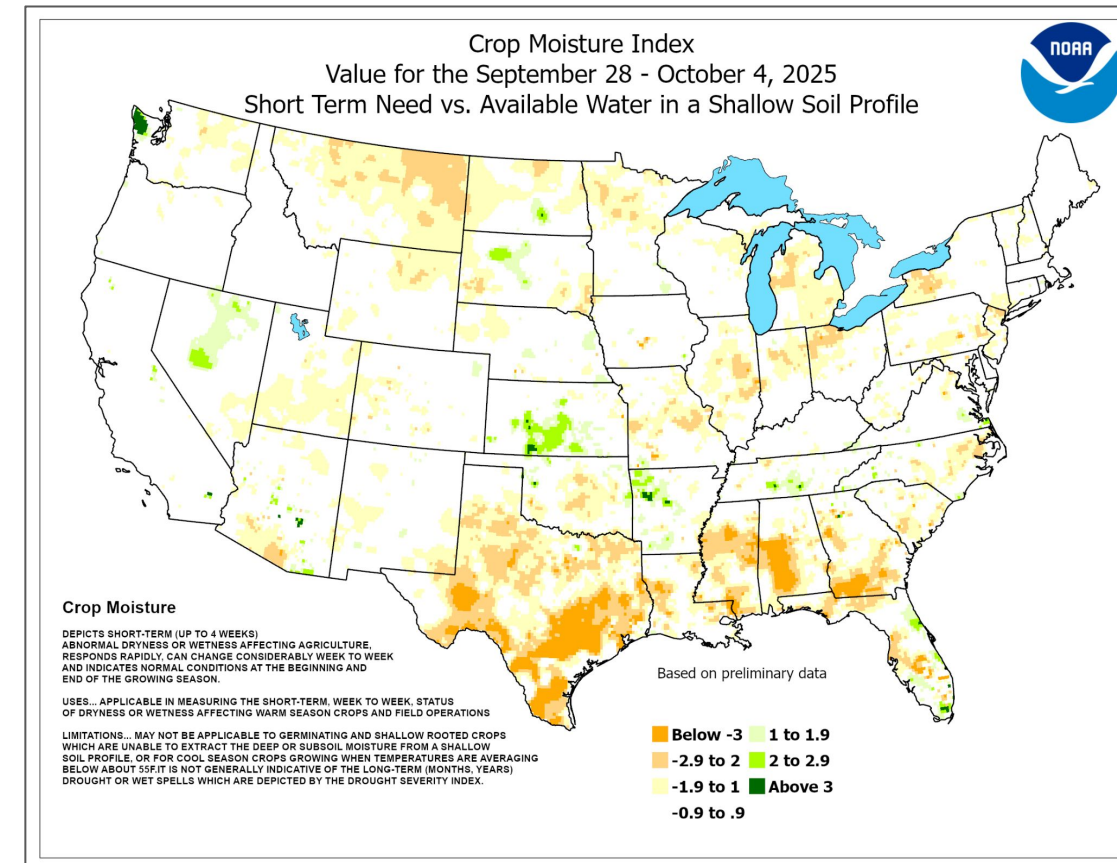 Crop Moisture Index
Value for the September 28 - October 4, 2025
Short Term Need vs. Available Water in a Shallow Soil Profile
NOAA
Crop Moisture
DEPICTS SHORT-TERM (UP TO 4 WEEKS)
ABNORMAL DRYNESS OR WETNESS AFFECTING AGRICULTURE,
RESPONDS RAPIDLY, CAN CHANGE CONSIDERABLY WEEK TO WEEK
AND INDICATES NORMAL CONDITIONS AT THE BEGINNING AND
END OF THE GROWING SEASON.
USES... APPLICABLE IN MEASURING THE SHORT-TERM, WEEK TO WEEK, STATUS
OF DRYNESS OR WETNESS AFFECTING WARM SEASON CROPS AND FIELD OPERATIONS
LIMITATIONS... MAY NOT BE APPLICABLE TO GERMINATING AND SHALLOW ROOTED CROPS
WHICH ARE UNABLE TO EXTRACT THE DEEP OR SUBSOIL MOISTURE FROM A SHALLOW
SOIL PROFILE, OR FOR COOL SEASON CROPS GROWING WHEN TEMPERATURES ARE AVERAGING
BELOW ABOUT 55F.IT IS NOT GENERALLY INDICATIVE OF THE LONG-TERM (MONTHS, YEARS)
DROUGHT OR WET SPELLS WHICH ARE DEPICTED BY THE DROUGHT SEVERITY INDEX.
Based on preliminary data
Below -3
-2.9 to 2
-1.9 to 1
-0.9 to .9
1 to 1.9
2 to 2.9
Above 3